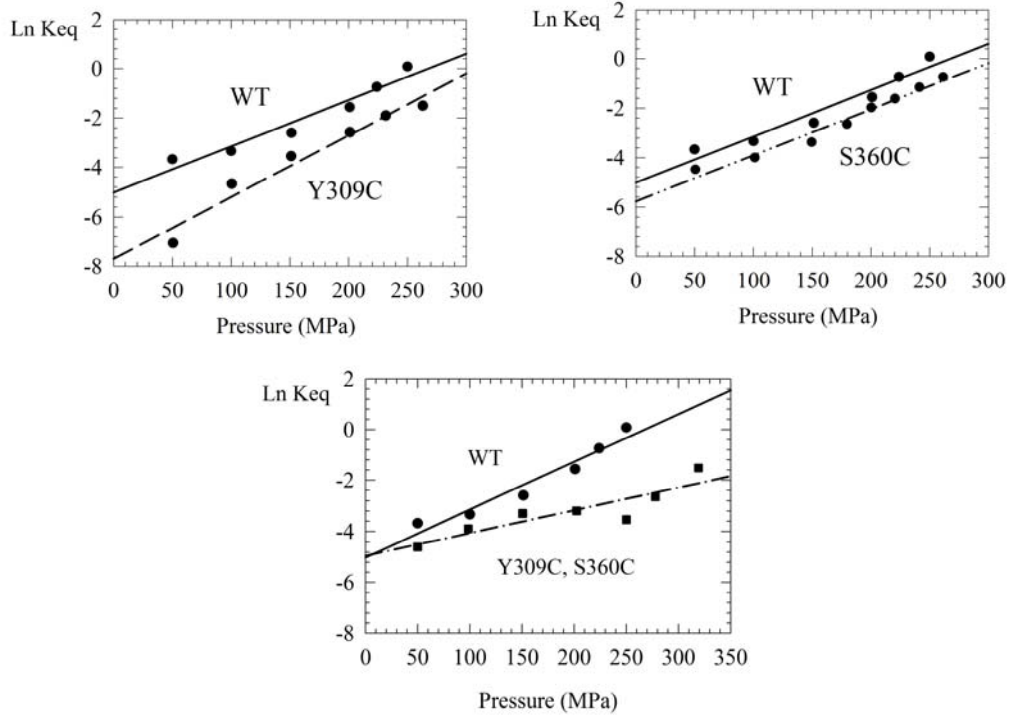 Ln Keq
2
0
-2
-4
-6
-8
WT
Y309C
0 50 100 150 200 250 300
Pressure (MPa)
Ln Keq
2
0
-2
-4
-6
-8
WT
S360C
0 50 100 150 200 250 300
Pressure (MPa)
Ln Keq
2
0
-2
-4
-6
-8
WT
Y309C, S360C
0 50 100 150 200 250 300 350
Pressure (MPa)